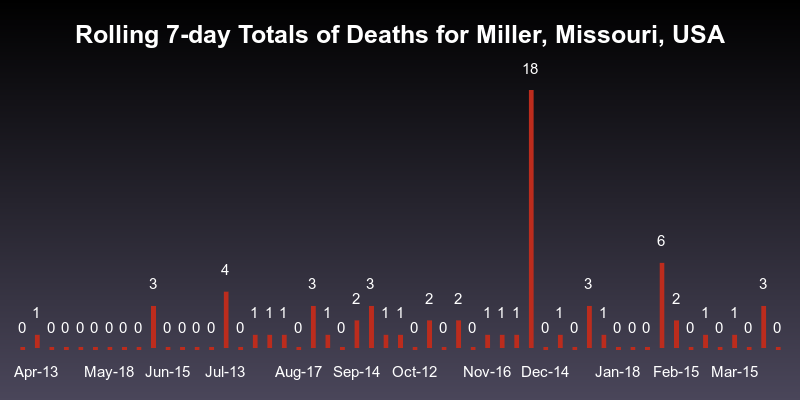 Rolling 7-day Totals of Deaths for Miller, Missouri, USA
0 1 0 0 0 0 0 0 0 3 0 0 0 0 4 0 1 1 1 0 3 1 0 2 3 1 1 0 2 0 2 0 1 1 1 18 0 1 0 3 1 0 0 0 6 2 0 1 0 1 0 3 0
Apr-13 May-18 Jun-15 Jul-13 Aug-17 Sep-14 Oct-12 Nov-16 Dec-14 Jan-18 Feb-15 Mar-15